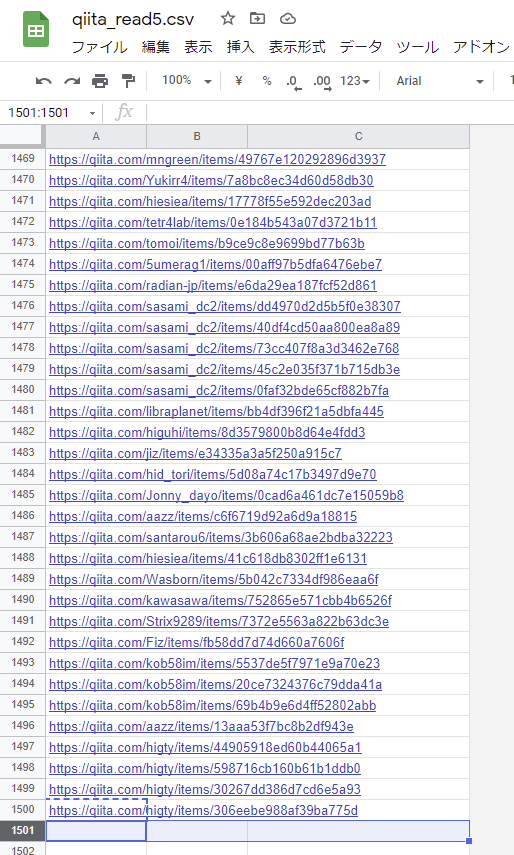 qiita_read5.csv
ファイル 編集 表示 挿入 表示形式 データ ツール アドオン
100% ¥ % .0 .00 123 Arial 1
1501:1501 fx
A B C
1469 https://qiita.com/mngreen/items/49767e120292896d3937
1470 https://qiita.com/Yukirr4/items/7a8bc8ec34d60d58db30
1471 https://qiita.com/hiesiea/items/17778f55e592dec203ad
1472 https://qiita.com/tetr4lab/items/0e184b543a07d3721b11
1473 https://qiita.com/tomoi/items/b9ce9c8e9699bd77b63b
1474 https://qiita.com/5umerag1/items/00aff97b5dfa6476ebe7
1475 https://qiita.com/radian-jp/items/e6da29ea187fcf52d861
1476 https://qiita.com/sasami_dc2/items/dd4970d2d5b5f0e38307
1477 https://qiita.com/sasami_dc2/items/40df4cd50aa800ea8a89
1478 https://qiita.com/sasami_dc2/items/73cc407f8a3d3462e768
1479 https://qiita.com/sasami_dc2/items/45c2e035f371b715db3e
1480 https://qiita.com/sasami_dc2/items/0faf32bde65cf882b7fa
1481 https://qiita.com/libraplanet/items/bb4df396f21a5dbfa445
1482 https://qiita.com/higuhi/items/8d3579800b8d64e4fdd3
1483 https://qiita.com/jiz/items/e34335a3a5f250a915c7
1484 https://qiita.com/hid_tori/items/5d08a74c17b3497d9e70
1485 https://qiita.com/Jonny_dayo/items/0cad6a461dc7e15059b8
1486 https://qiita.com/aazz/items/c6f6719d92a6d9a18815
1487 https://qiita.com/santarou6/items/3b606a68ae2bdba32223
1488 https://qiita.com/hiesiea/items/41c618db8302ff1e6131
1489 https://qiita.com/Wasborn/items/5b042c7334df986eaa6f
1490 https://qiita.com/kawasawa/items/752865e571cbb4b6526f
1491 https://qiita.com/Strix9289/items/7372e5563a822b63dc3e
1492 https://qiita.com/Fiz/items/fb58dd7d74d660a7606f
1493 https://qiita.com/kob58im/items/5537de5f7971e9a70e23
1494 https://qiita.com/kob58im/items/20ce7324376c79dda41a
1495 https://qiita.com/kob58im/items/69b4b9e6d4ff52802abb
1496 https://qiita.com/aazz/items/13aaa53f7bc8b2df943e
1497 https://qiita.com/higty/items/44905918ed60b44065a1
1498 https://qiita.com/higty/items/598716cb160b61b1ddb0
1499 https://qiita.com/higty/items/30267dd386d7cd6e5a93
1500 https://qiita.com/higty/items/306eebe988af39ba775d
1501
1502